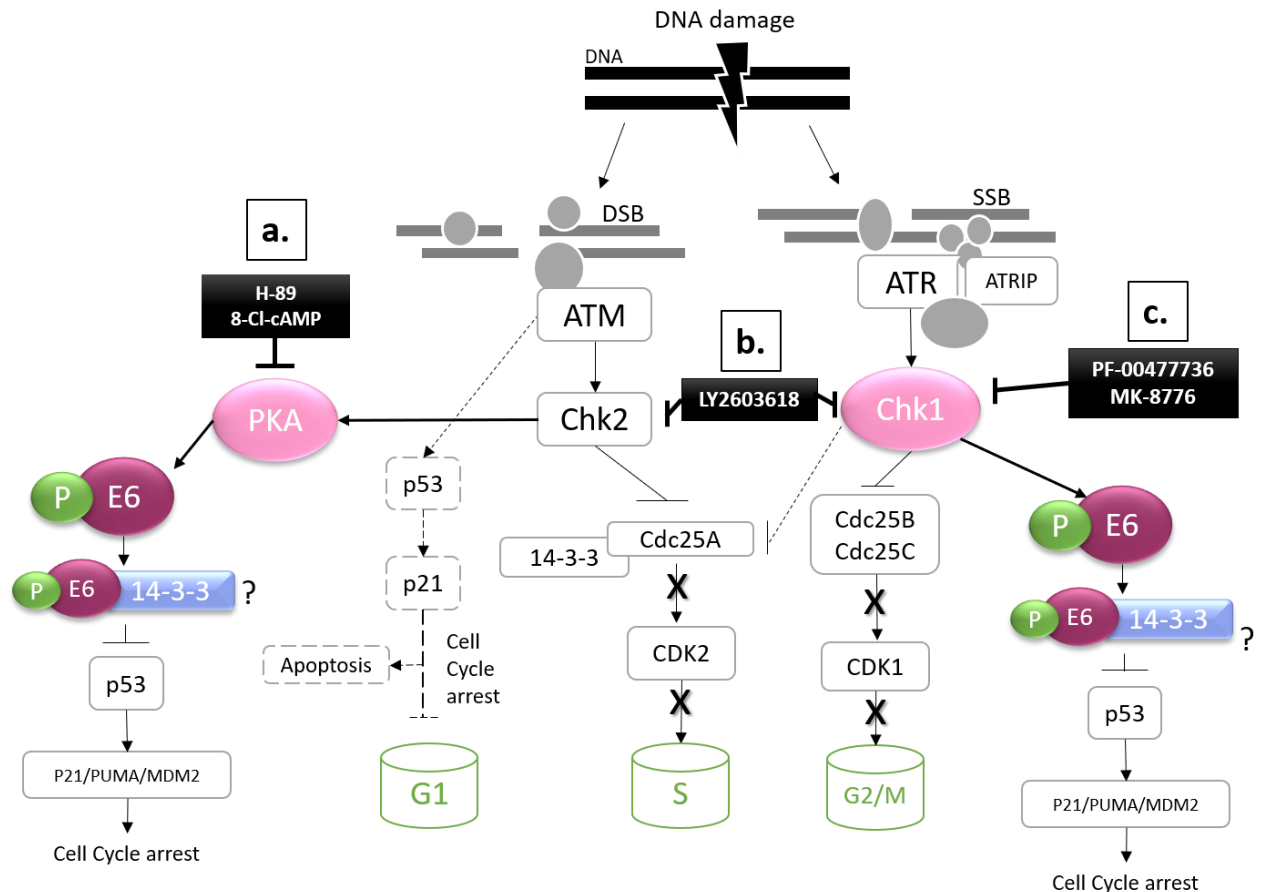 DNA damage
DNA
DSB
SSB
a.
H-89
8-Cl-cAMP
ATM
ATR
ATRIP
b.
c.
LY2603618
PF-00477736
MK-8776
PKA
Chk2
Chk1
P
E6
p53
Cdc25A
14-3-3
Cdc25B
Cdc25C
P
E6
P
E6
14-3-3
?
p21
X
X
P
E6
14-3-3
?
p53
Apoptosis
Cell
Cycle
arrest
CDK2
CDK1
X
X
p53
P21/PUMA/MDM2
G1
S
G2/M
P21/PUMA/MDM2
Cell Cycle arrest
Cell Cycle arrest